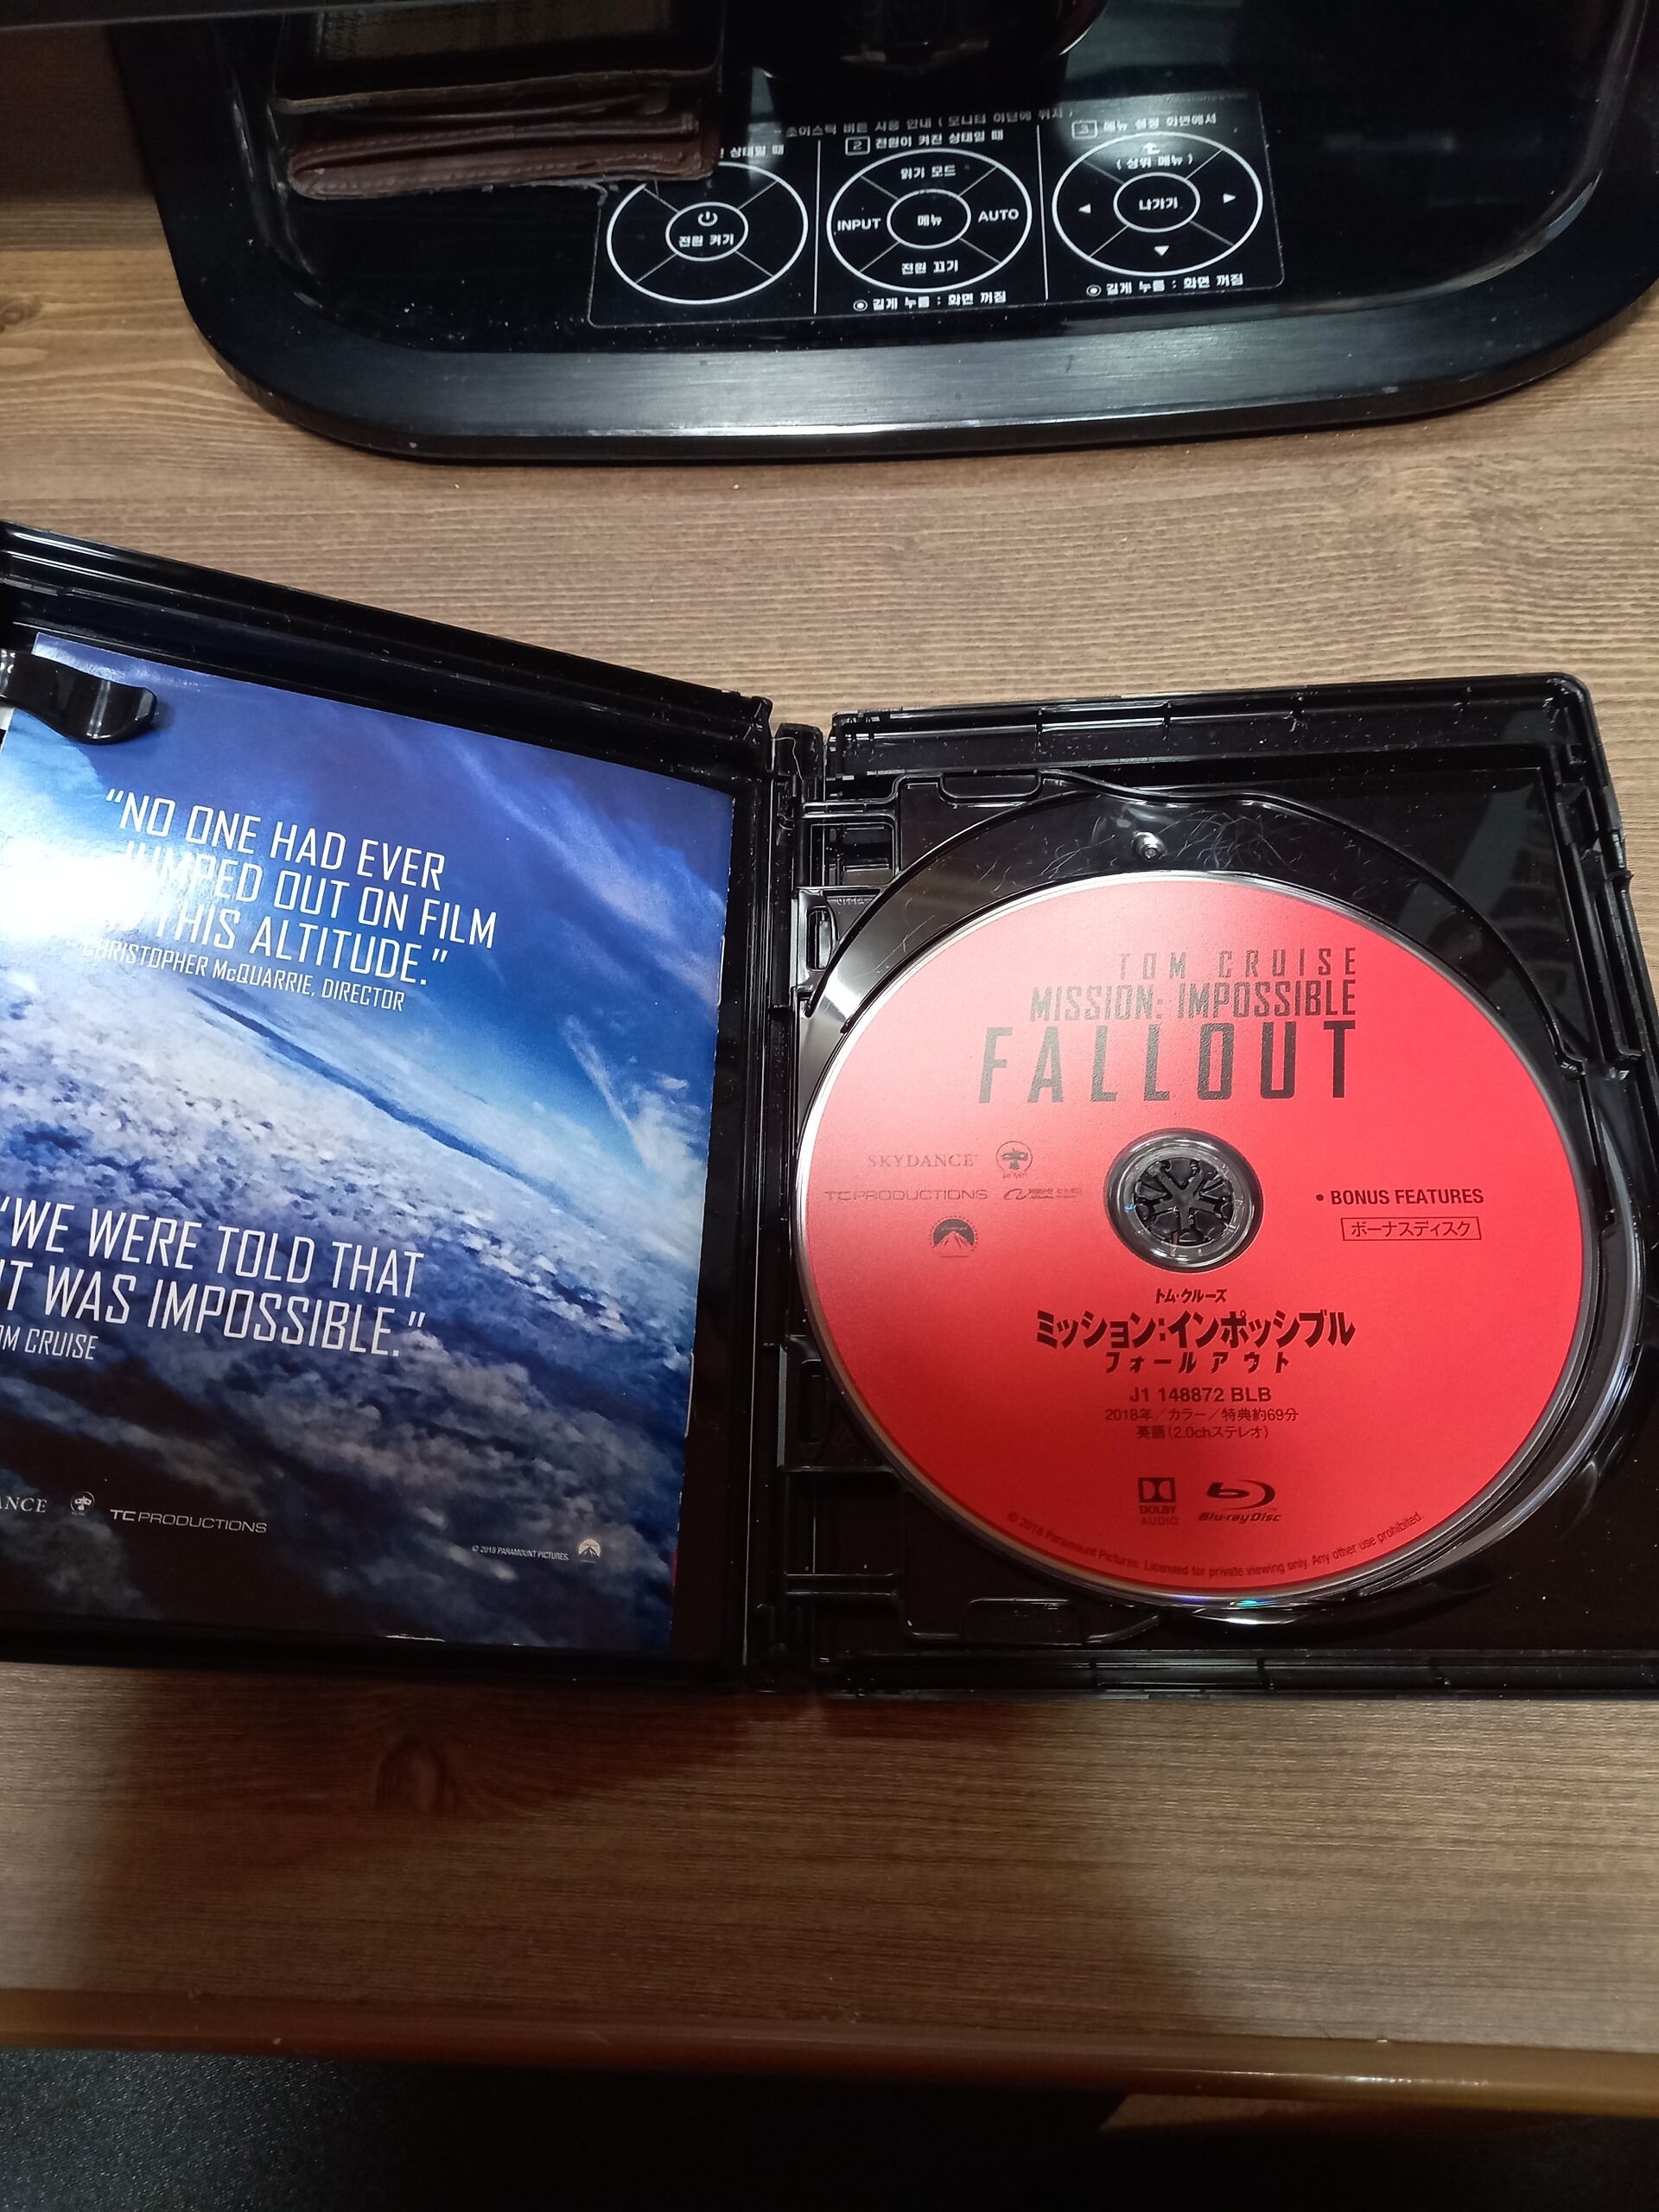 조이스틱 버튼 사용 안내 ( 모니터 하단에 위치 )
상태일 때
전원 켜기
2 전원이 켜진 상태일 때
읽기 모드
INPUT
메뉴
AUTO
전원 끄기
길게 누름 : 화면 꺼짐
3 메뉴 설정 화면에서
( 상위 메뉴 )
나가기
길게 누름 : 화면 꺼짐
“NO ONE HAD EVER
JUMPED OUT ON FILM
THIS ALTITUDE.”
CHRISTOPHER McQUARRIE, DIRECTOR
“WE WERE TOLD THAT
IT WAS IMPOSSIBLE.”
TOM CRUISE
TC PRODUCTIONS
© 2018 PARAMOUNT PICTURES.
TOM CRUISE
MISSION: IMPOSSIBLE
FALLOUT
SKYDANCE
TC PRODUCTIONS
• BONUS FEATURES
ボーナスディスク
トム・クルーズ
ミッション:インポッシブル
フォールアウト
J1 148872 BLB
2018年／カラー／特典約69分
英語(2.0chステレオ)
DOLBY
AUDIO
Blu-ray Disc
© 2018 Paramount Pictures. Licensed for private viewing only. Any other use prohibited.